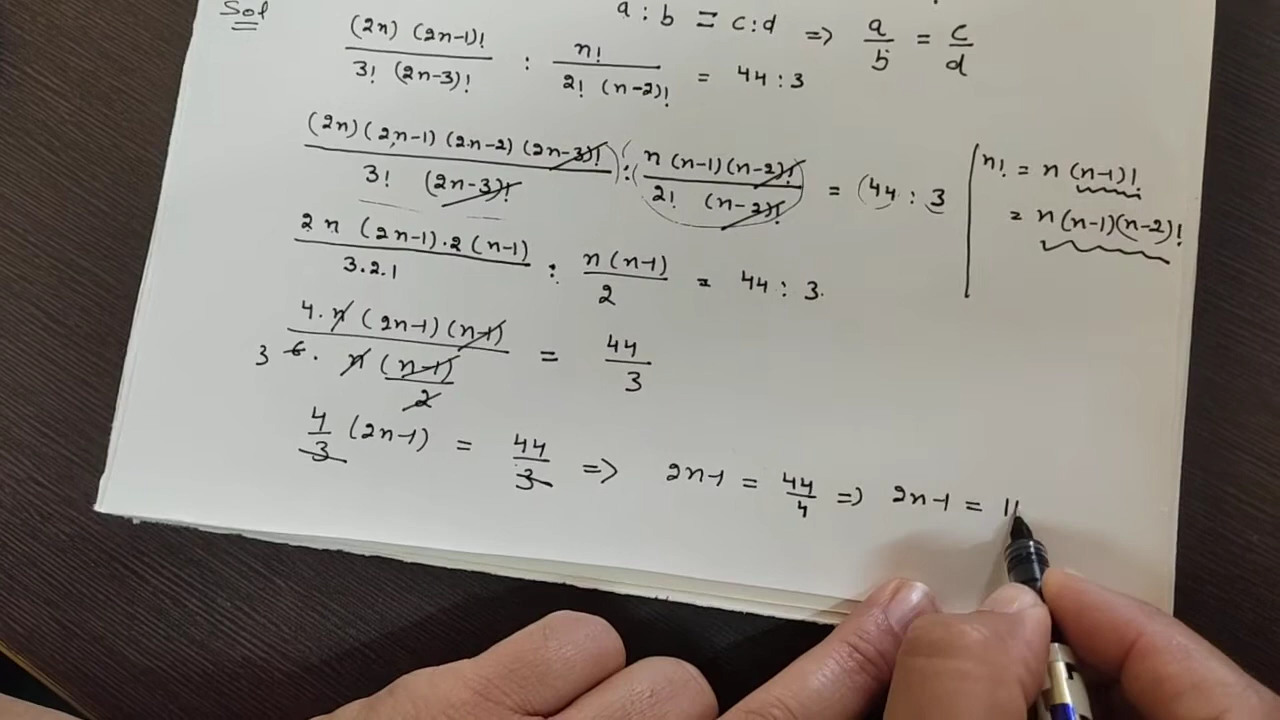 Sol a : b = c : d => a/b = c/d
(2n) (2n-1)! / 3! (2n-3)! : n! / 2! (n-2)! = 44 : 3
(2n)(2n-1)(2n-2)(2n-3)! / 3! (2n-3)! : n(n-1)(n-2)! / 2! (n-2)! = (44 : 3
n! = n(n-1)!
= n(n-1)(n-2)!
2n (2n-1).2(n-1) / 3.2.1 : n(n-1) / 2 = 44 : 3.
4.n(2n-1)(n-1) / 3 6. n(n-1)/2 = 44/3
4/3 (2n-1) = 44/3 => 2n-1 = 44/4 => 2n-1 = 11